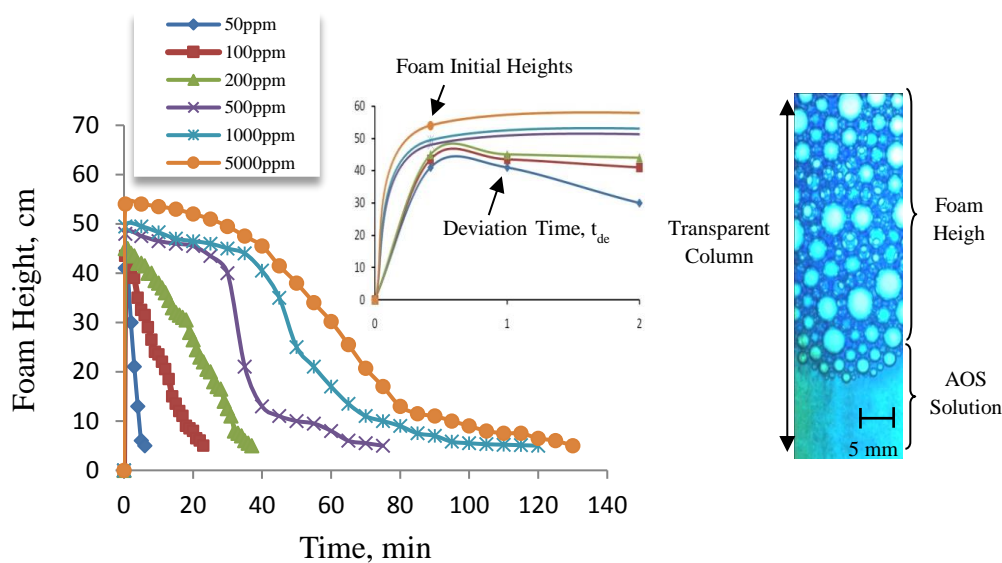 50ppm
100ppm
200ppm
500ppm
1000ppm
5000ppm
Foam Height, cm
80
70
60
50
40
30
20
10
0
0 20 40 60 80 100 120 140
Time, min
Foam Initial Heights
60
50
40
30
20
10
0
0 1 2
Deviation Time, t_de
Transparent
Column
Foam
Heigh
AOS
Solution
5 mm